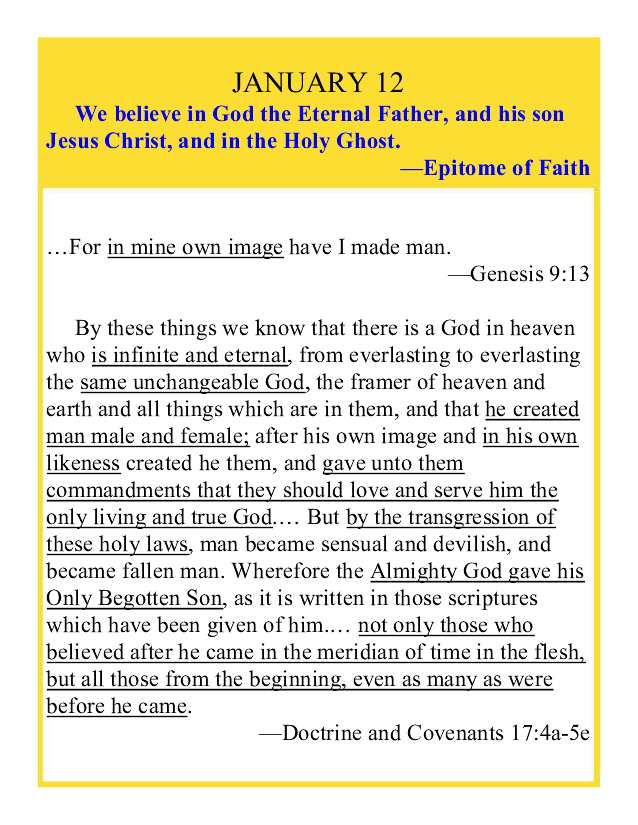 JANUARY 12
We believe in God the Eternal Father, and his son
Jesus Christ, and in the Holy Ghost.
—Epitome of Faith
…For in mine own image have I made man.
—Genesis 9:13
By these things we know that there is a God in heaven
who is infinite and eternal, from everlasting to everlasting
the same unchangeable God, the framer of heaven and
earth and all things which are in them, and that he created
man male and female; after his own image and in his own
likeness created he them, and gave unto them
commandments that they should love and serve him the
only living and true God.… But by the transgression of
these holy laws, man became sensual and devilish, and
became fallen man. Wherefore the Almighty God gave his
Only Begotten Son, as it is written in those scriptures
which have been given of him.… not only those who
believed after he came in the meridian of time in the flesh,
but all those from the beginning, even as many as were
before he came.
—Doctrine and Covenants 17:4a-5e